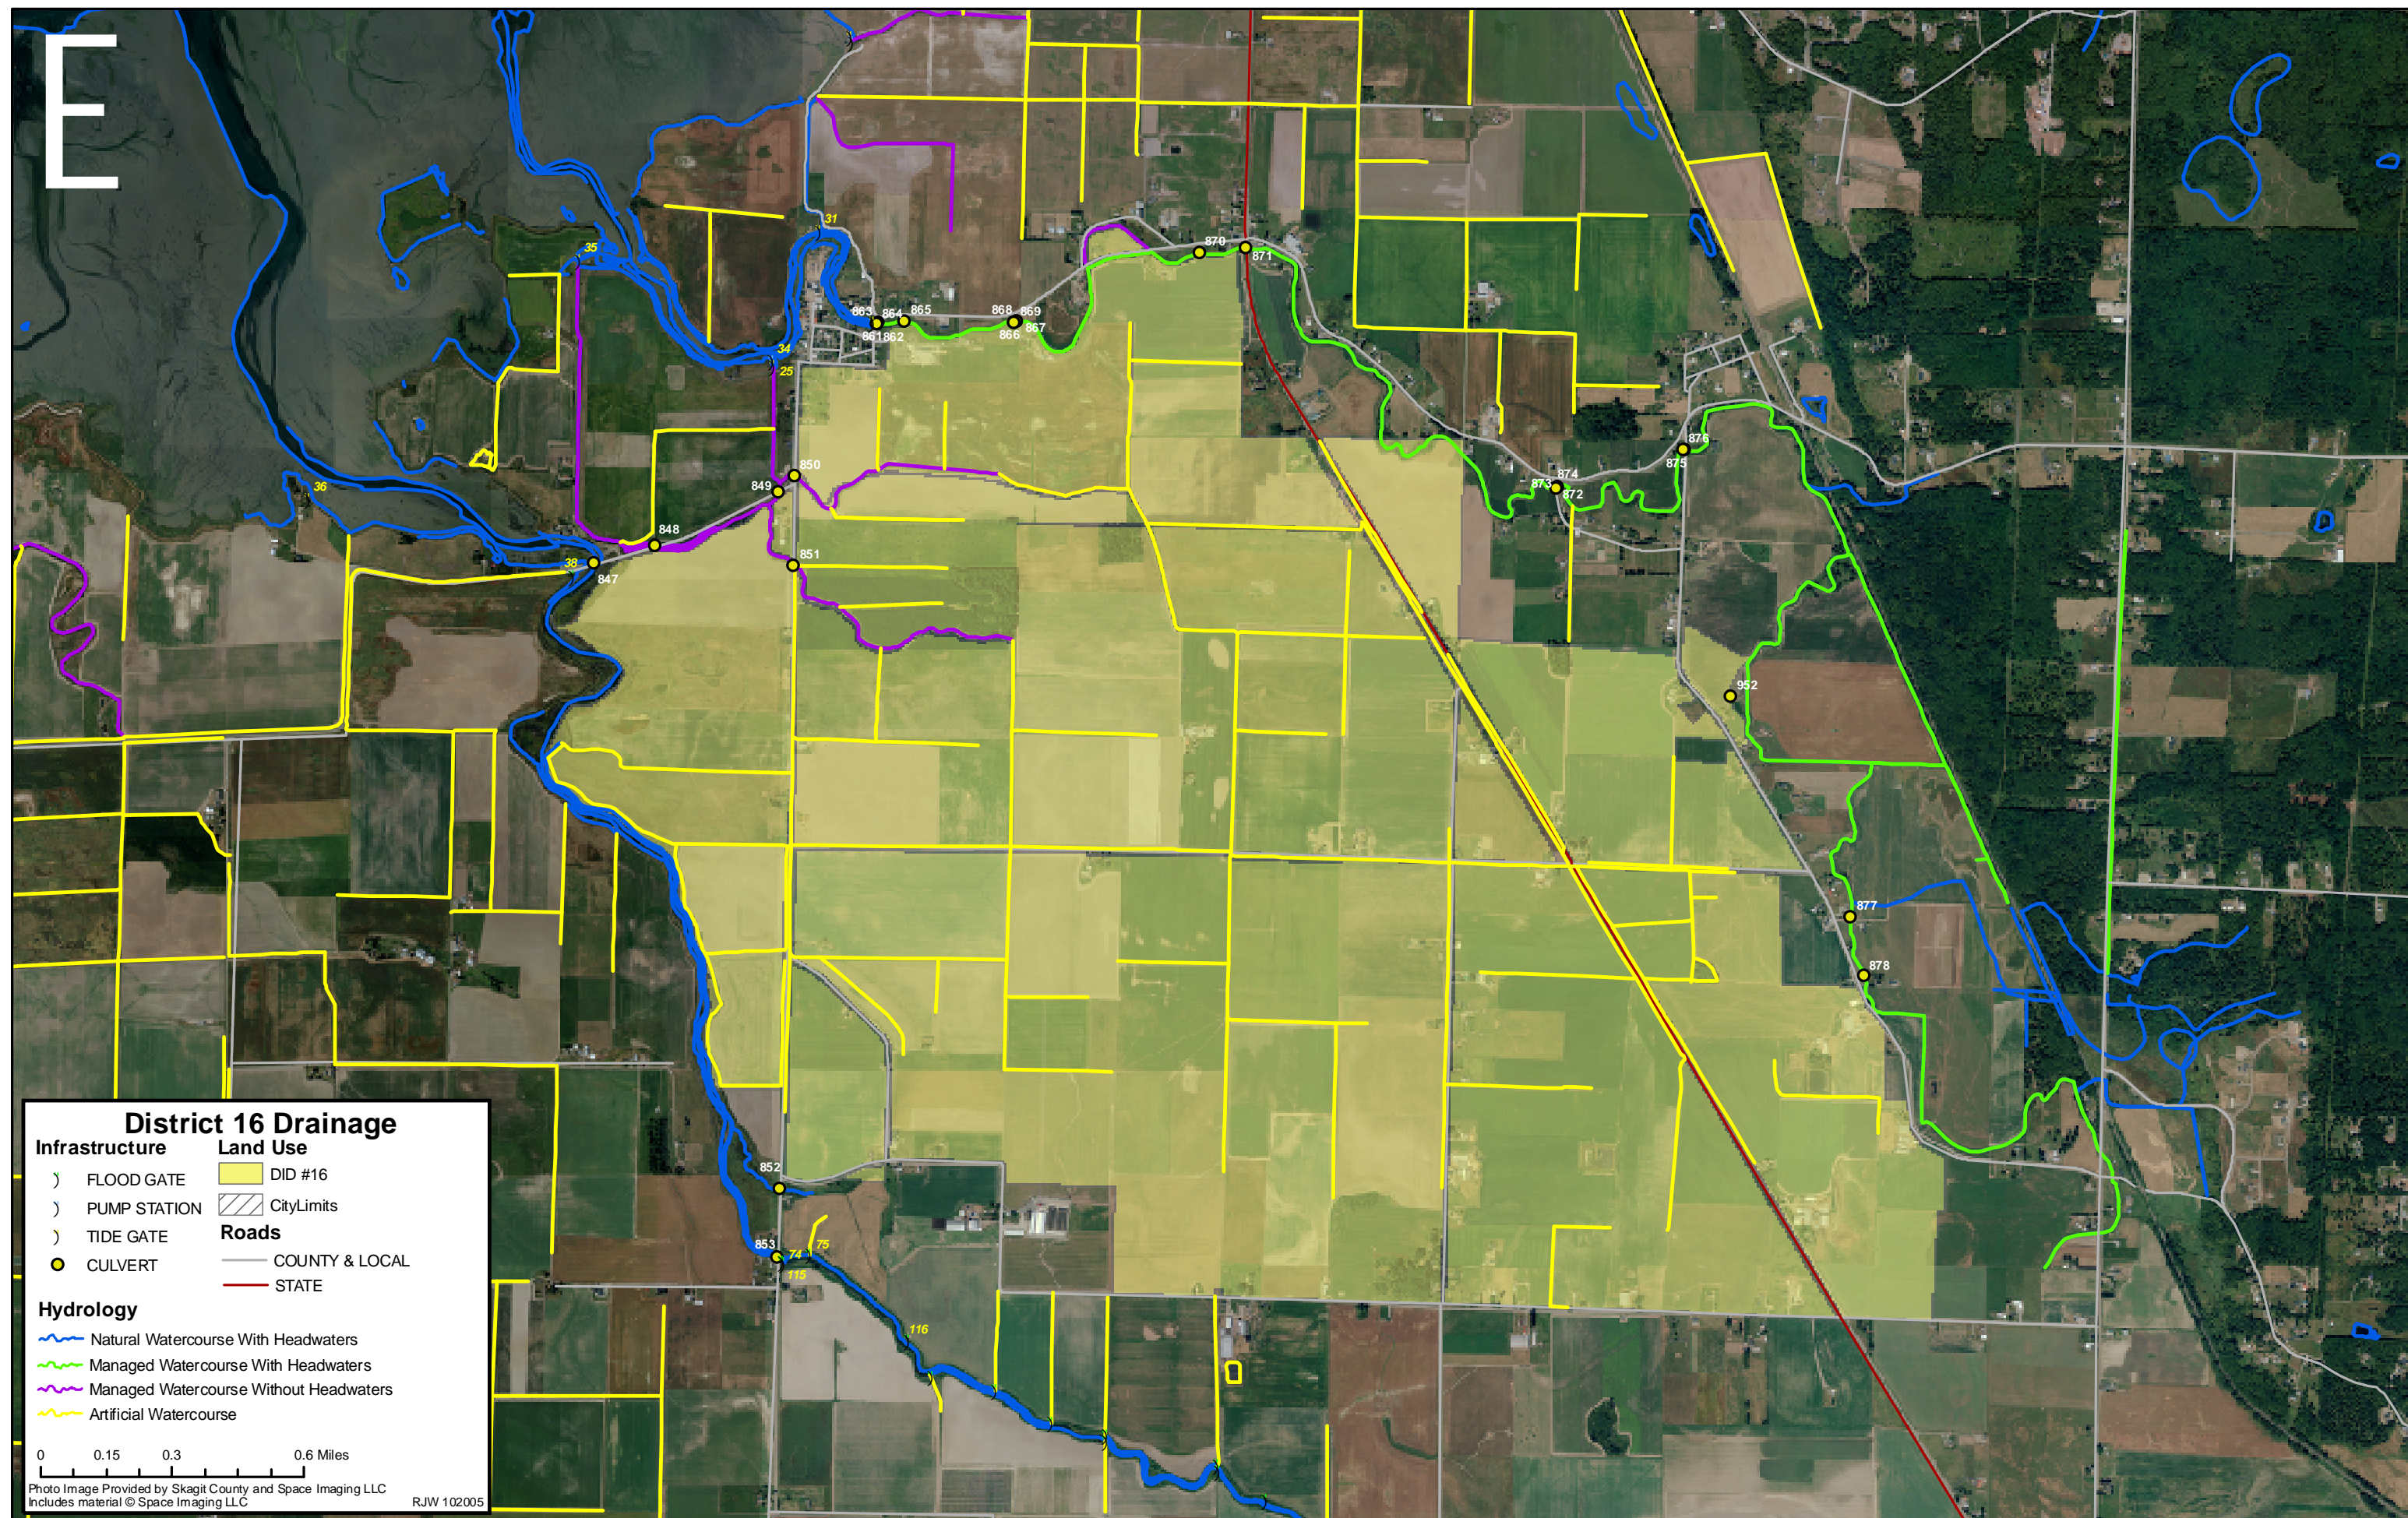 E
31
35
870
871
863
864
865
868
869
861
862
866
867
34
25
876
875
850
849
874
873
872
36
848
38
847
851
952
877
878
852
853
74
75
115
116
District 16 Drainage
Infrastructure
FLOOD GATE
PUMP STATION
TIDE GATE
CULVERT
Land Use
DID #16
CityLimits
Roads
COUNTY & LOCAL
STATE
Hydrology
Natural Watercourse With Headwaters
Managed Watercourse With Headwaters
Managed Watercourse Without Headwaters
Artificial Watercourse
0 0.15 0.3 0.6 Miles
Photo Image Provided by Skagit County and Space Imaging LLC
Includes material © Space Imaging LLC RJW 102005